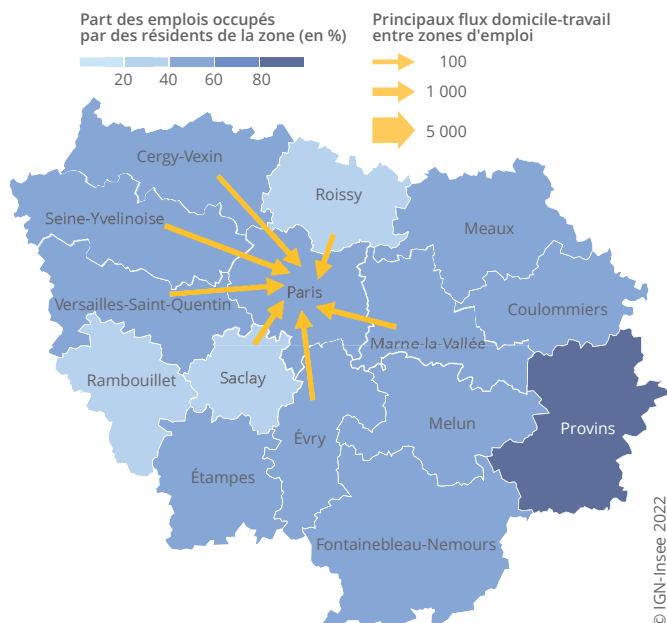 Part des emplois occupés
par des résidents de la zone (en %)
20 40 60 80
Principaux flux domicile-travail
entre zones d'emploi
100
1 000
5 000
Cergy-Vexin
Roissy
Seine-Yvelinoise
Meaux
Paris
Versailles-Saint-Quentin
Coulommiers
Marne-la-Vallée
Rambouillet
Saclay
Melun
Provins
Évry
Étampes
Fontainebleau-Nemours
© IGN-Insee 2022